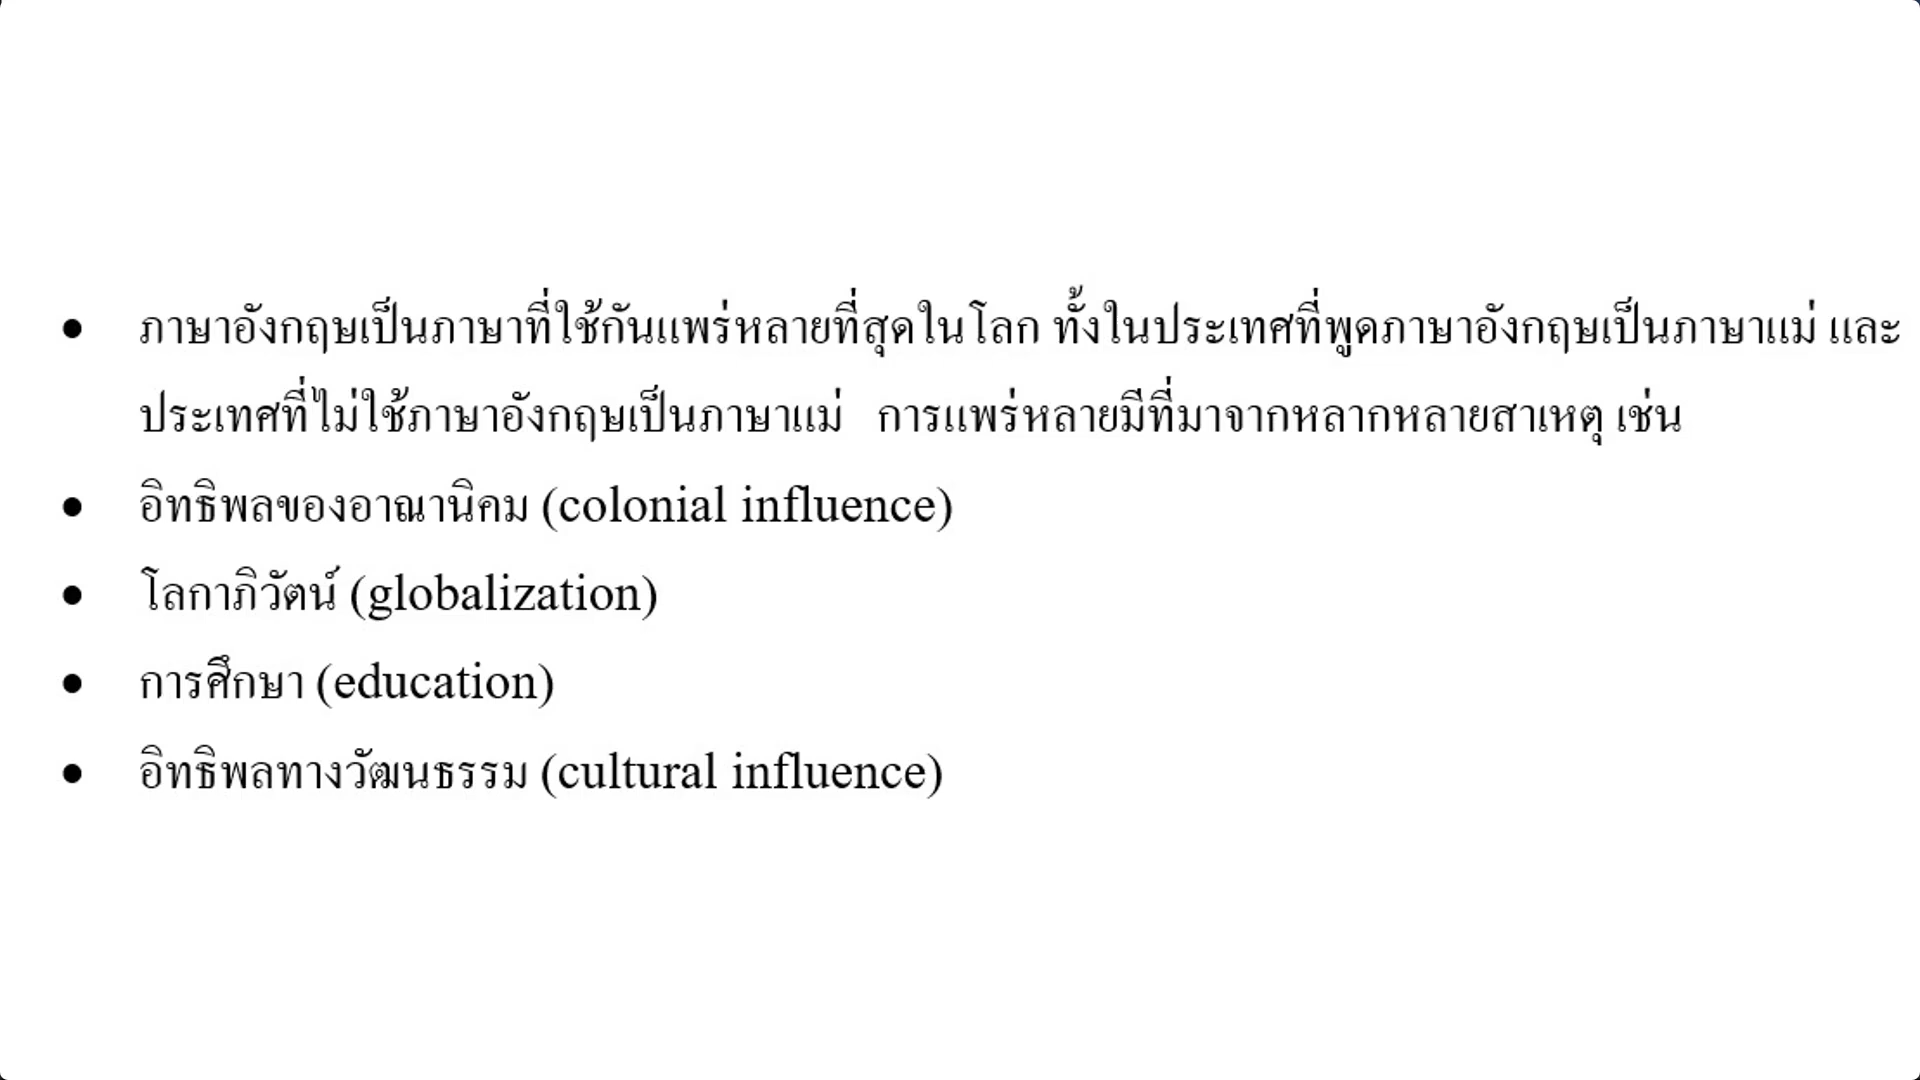 • ภาษาอังกฤษเป็นภาษาที่ใช้กันแพร่หลายที่สุดในโลก ทั้งในประเทศที่พูดภาษาอังกฤษเป็นภาษาแม่ และ
ประเทศที่ไม่ใช้ภาษาอังกฤษเป็นภาษาแม่   การแพร่หลายมีที่มาจากหลากหลายสาเหตุ เช่น
• อิทธิพลของอาณานิคม (colonial influence)
• โลกาภิวัตน์ (globalization)
• การศึกษา (education)
• อิทธิพลทางวัฒนธรรม (cultural influence)